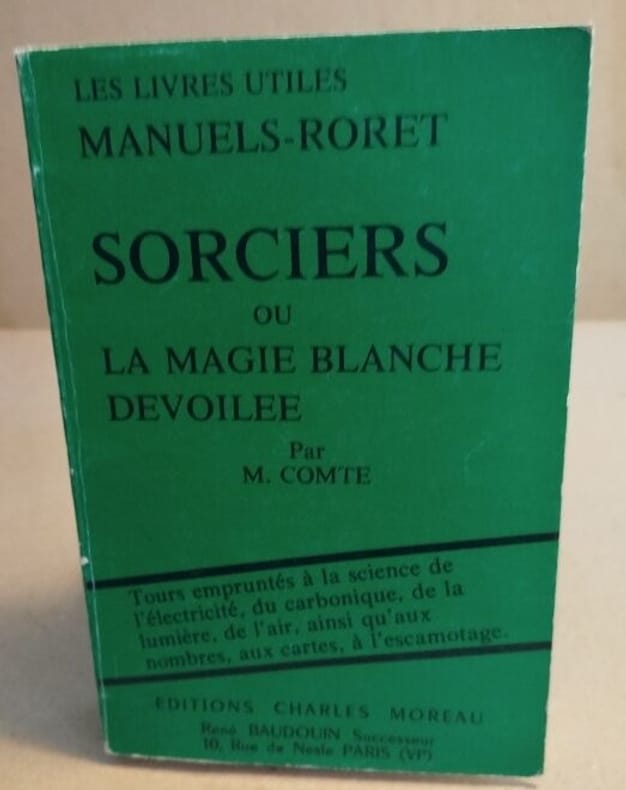 LES LIVRES UTILES
MANUELS-RORET
SORCIERS
OU
LA MAGIE BLANCHE
DEVOILEE
Par
M. COMTE
Tours empruntés à la science de
l'électricité, du carbonique, de la
lumière, de l'air, ainsi qu'aux
nombres, aux cartes, à l'escamotage.
EDITIONS CHARLES MOREAU
René BAUDOUIN Successeur
10, Rue de Nesle PARIS (VIº)